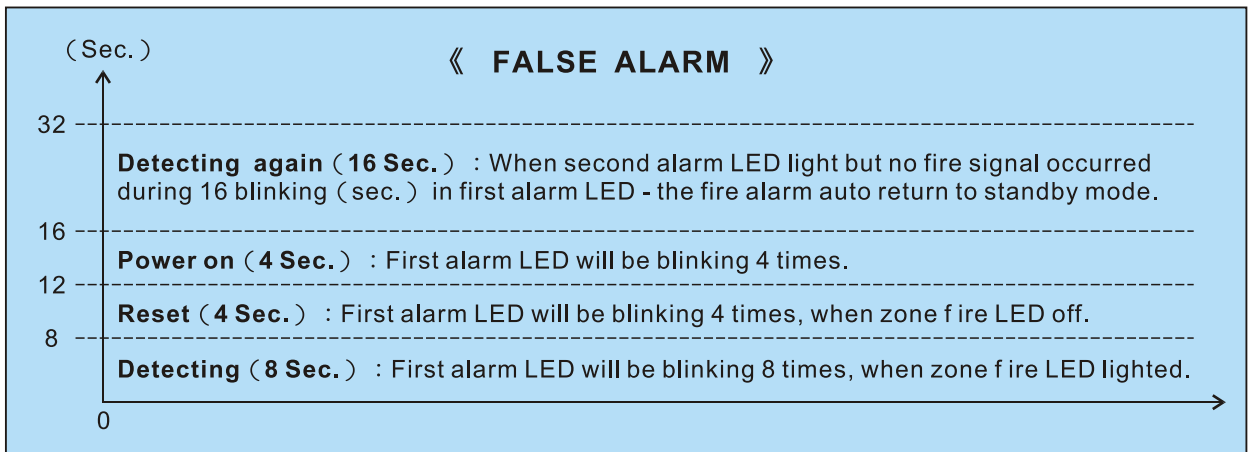 (Sec.)
《 FALSE ALARM 》
32
Detecting again (16 Sec.) : When second alarm LED light but no fire signal occurred
during 16 blinking (sec.) in first alarm LED - the fire alarm auto return to standby mode.
16
Power on (4 Sec.) : First alarm LED will be blinking 4 times.
12
Reset (4 Sec.) : First alarm LED will be blinking 4 times, when zone f ire LED off.
8
Detecting (8 Sec.) : First alarm LED will be blinking 8 times, when zone f ire LED lighted.
0